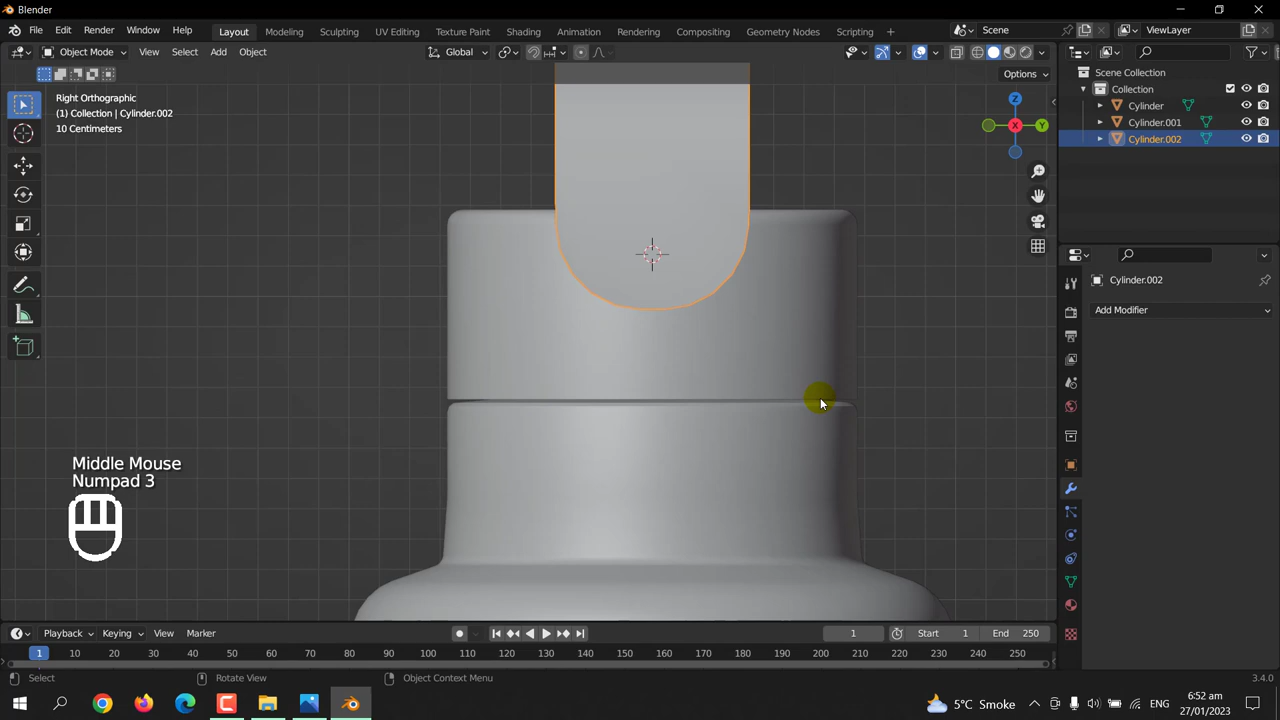 Blender
File Edit Render Window Help Layout Modeling Sculpting UV Editing Texture Paint Shading Animation Rendering Compositing Geometry Nodes Scripting + Scene ViewLayer
Object Mode View Select Add Object Global
Options
Right Orthographic
(1) Collection | Cylinder.002
10 Centimeters
Z
X
Y
Scene Collection
Collection
Cylinder
Cylinder.001
Cylinder.002
Cylinder.002
Add Modifier
Middle Mouse
Numpad 3
Playback Keying View Marker 1 Start 1 End 250
1 10 20 30 40 50 60 70 80 90 100 110 120 130 140 150 160 170 180 190 200 210 220 230 240 250
Select Rotate View Object Context Menu 3.4.0
5°C Smoke ENG 6:52 am
27/01/2023